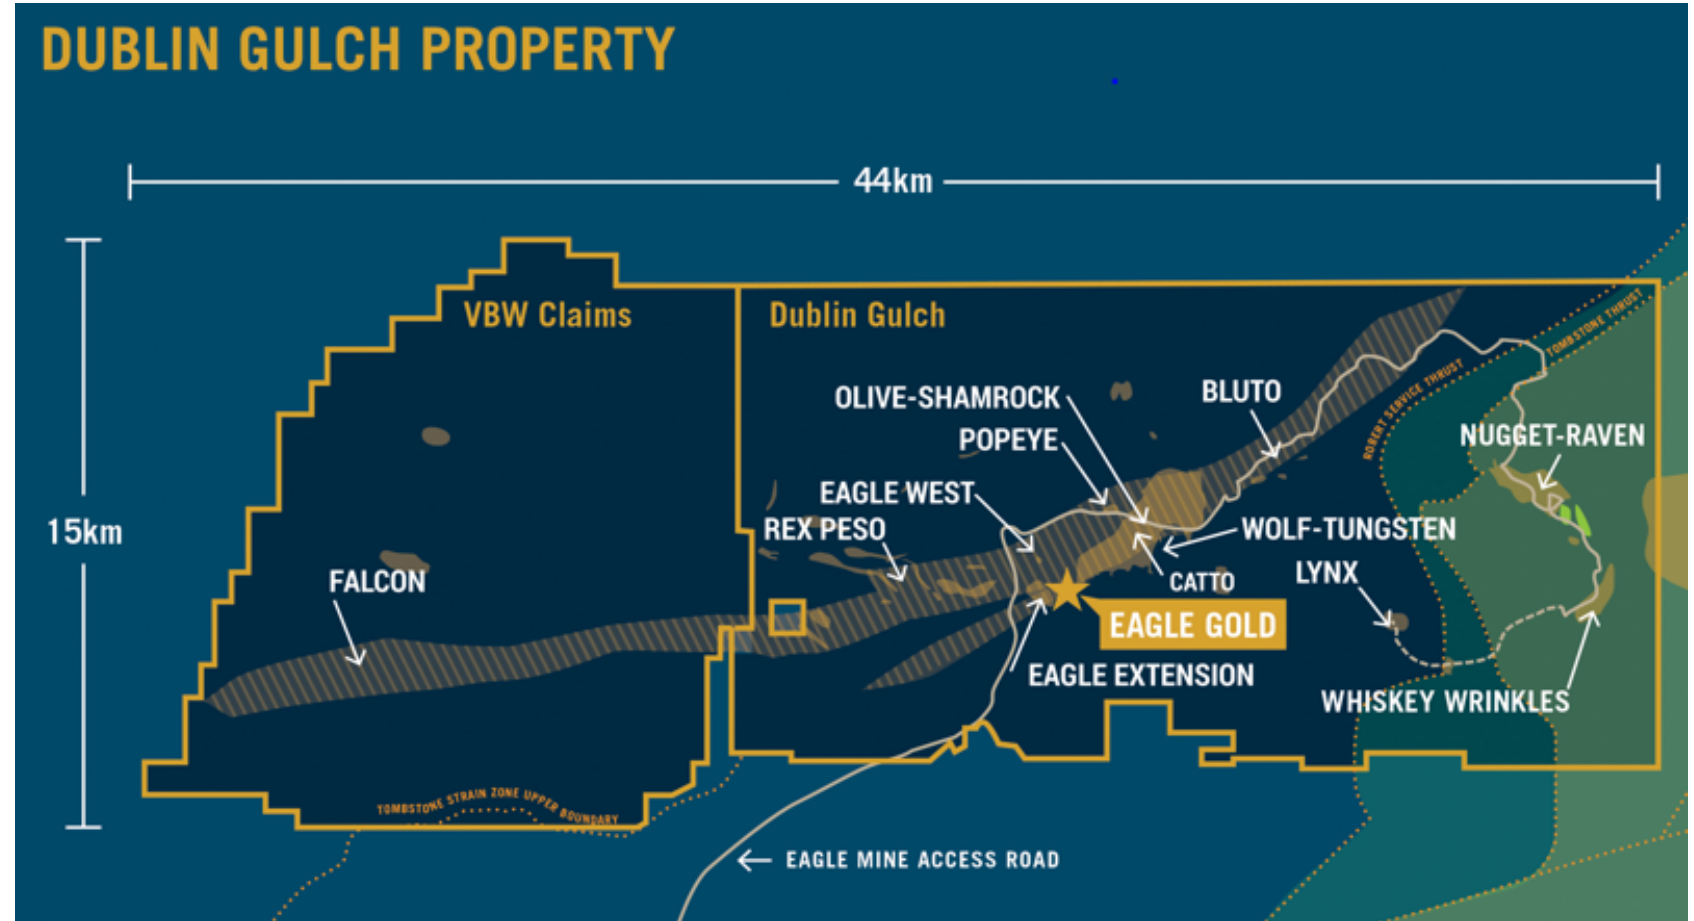 DUBLIN GULCH PROPERTY
44km
15km
VBW Claims
Dublin Gulch
TOMBSTONE THRUST
ROBERT SERVICE THRUST
OLIVE-SHAMROCK
BLUTO
POPEYE
NUGGET-RAVEN
EAGLE WEST
REX PESO
WOLF-TUNGSTEN
FALCON
CATTO
LYNX
EAGLE GOLD
EAGLE EXTENSION
WHISKEY WRINKLES
TOMBSTONE STRAIN ZONE UPPER BOUNDARY
EAGLE MINE ACCESS ROAD